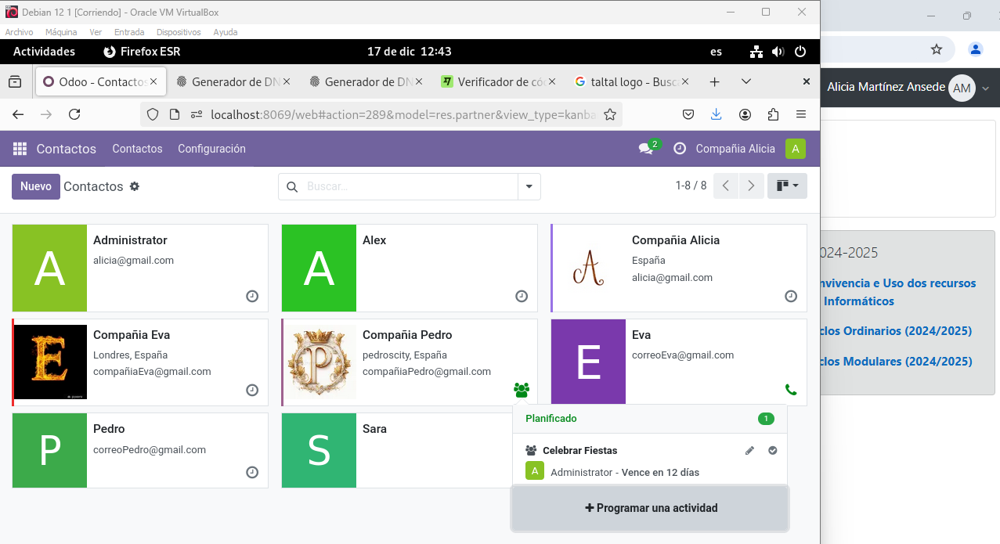 Debian 12 1 [Corriendo] - Oracle VM VirtualBox
Archivo Máquina Ver Entrada Dispositivos Ayuda
Actividades Firefox ESR 17 de dic 12:43 es
Odoo - Contactos Generador de DN Generador de DN Verificador de cóc taltal logo - Busc
localhost:8069/web#action=289&model=res.partner&view_type=kanba
Alicia Martínez Ansede AM
Contactos Contactos Configuración 2 Compañia Alicia A
Nuevo Contactos Buscar... 1-8 / 8
A Administrator
alicia@gmail.com
A Alex
Compañia Alicia
España
alicia@gmail.com
A
E Compañia Eva
Londres, España
compañiaEva@gmail.com
P Compañia Pedro
pedroscity, España
compañiaPedro@gmail.com
E Eva
correoEva@gmail.com
P Pedro
correoPedro@gmail.com
S Sara
Planificado 1
Celebrar Fiestas
A Administrator - Vence en 12 días
Programar una actividad
024-2025
nvivencia e Uso dos recursos
Informáticos
clos Ordinarios (2024/2025)
clos Modulares (2024/2025)